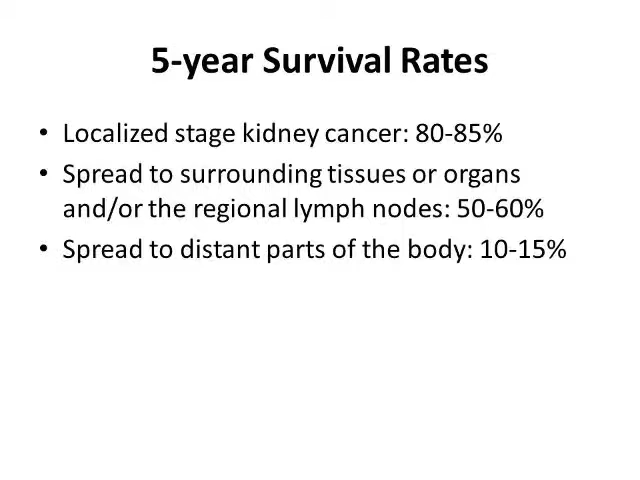 5-year Survival Rates
• Localized stage kidney cancer: 80-85%
• Spread to surrounding tissues or organs
and/or the regional lymph nodes: 50-60%
• Spread to distant parts of the body: 10-15%